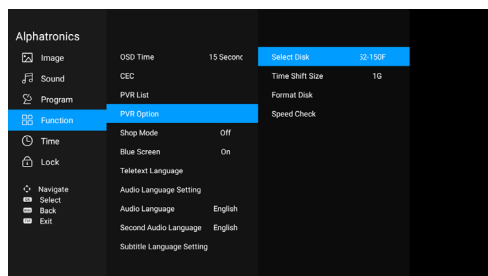 Alphatronics
Image
Sound
Program
Function
Time
Lock
Navigate
Select
Back
Exit
OSD Time 15 Seconc
CEC
PVR List
PVR Option
Shop Mode Off
Blue Screen On
Teletext Language
Audio Language Setting
Audio Language English
Second Audio Language English
Subtitle Language Setting
Select Disk 52-150F
Time Shift Size 1G
Format Disk
Speed Check